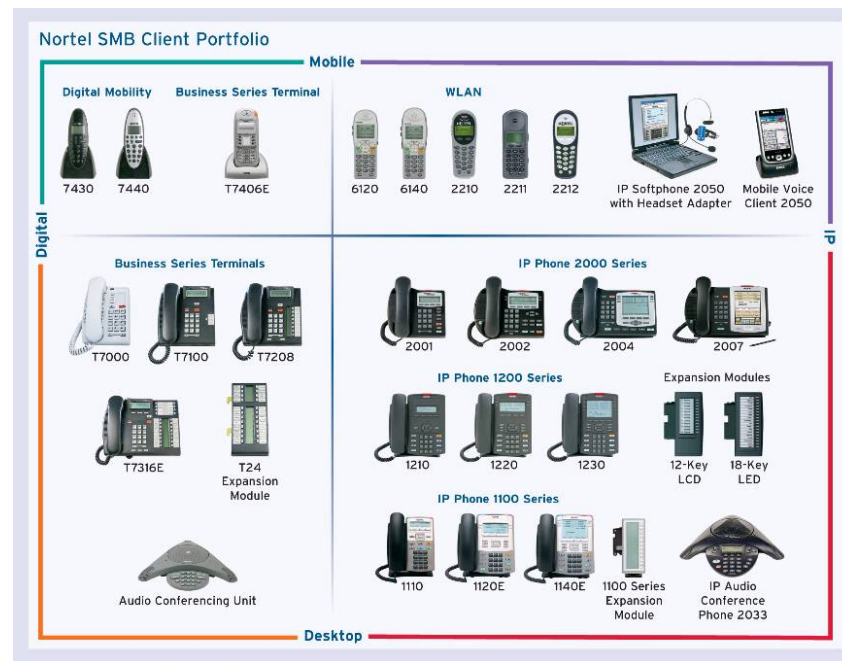 Nortel SMB Client Portfolio
Mobile
Digital Mobility
Business Series Terminal
WLAN
7430
7440
T7406E
6120
6140
2210
2211
2212
IP Softphone 2050
with Headset Adapter
Mobile Voice
Client 2050
Digital
IP
Business Series Terminals
IP Phone 2000 Series
T7000
T7100
T7208
2001
2002
2004
2007
IP Phone 1200 Series
Expansion Modules
T7316E
T24
Expansion
Module
1210
1220
1230
12-Key
LCD
18-Key
LED
IP Phone 1100 Series
Audio Conferencing Unit
1110
1120E
1140E
1100 Series
Expansion
Module
IP Audio
Conference
Phone 2033
Desktop